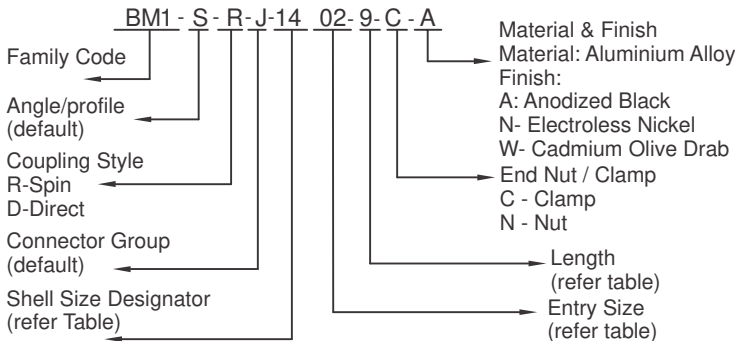 BM1 - S - R - J - 14 02 - 9 - C - A
Family Code
Angle/profile
(default)
Coupling Style
R-Spin
D-Direct
Connector Group
(default)
Shell Size Designator
(refer Table)
Material & Finish
Material: Aluminium Alloy
Finish:
A: Anodized Black
N- Electroless Nickel
W- Cadmium Olive Drab
End Nut / Clamp
C - Clamp
N - Nut
Length
(refer table)
Entry Size
(refer table)